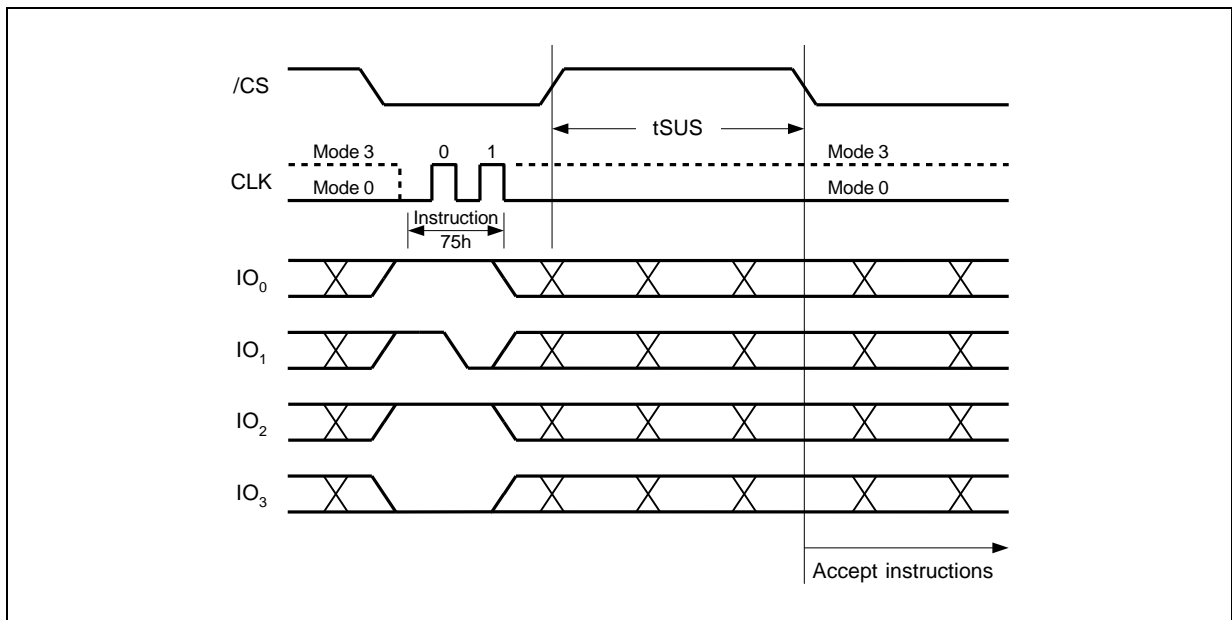 /CS
tSUS
Mode 3 0 1 Mode 3
CLK
Mode 0 Mode 0
Instruction
75h
IO0
IO1
IO2
IO3
Accept instructions